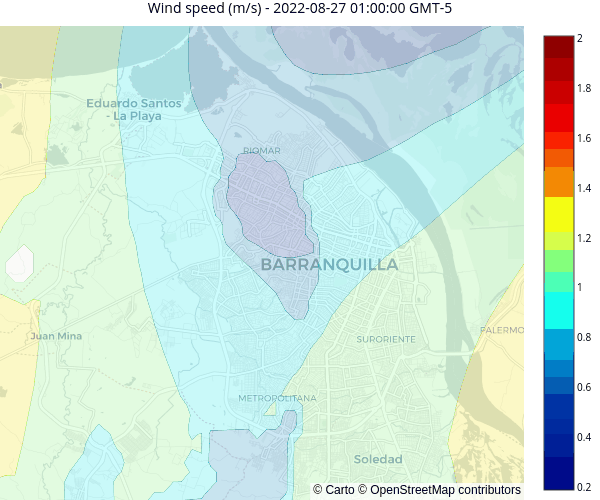 Wind speed (m/s) - 2022-08-27 01:00:00 GMT-5
Eduardo Santos
- La Playa
RIOMAR
BARRANQUILLA
Juan Mina
SURORIENTE
PALERMO
METROPOLITANA
Soledad
© Carto © OpenStreetMap contributors
2
1.8
1.6
1.4
1.2
1
0.8
0.6
0.4
0.2